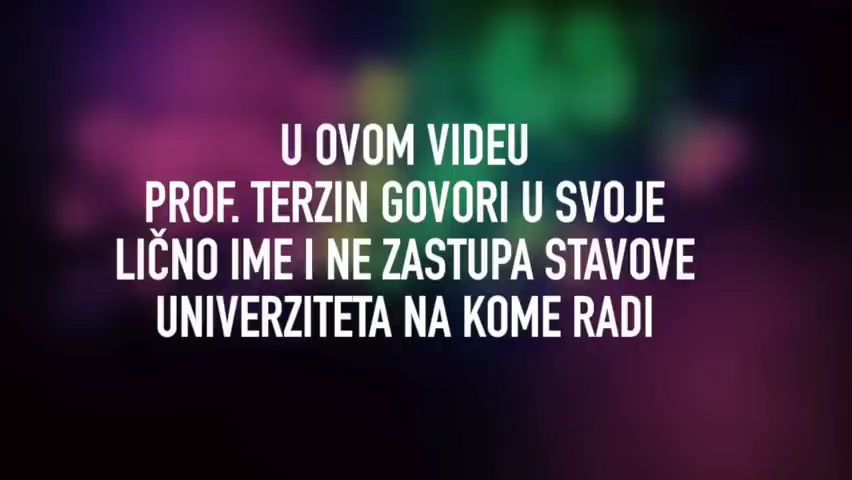 U OVOM VIDEU
PROF. TERZIN GOVORI U SVOJE
LIČNO IME I NE ZASTUPA STAVOVE
UNIVERZITETA NA KOME RADI